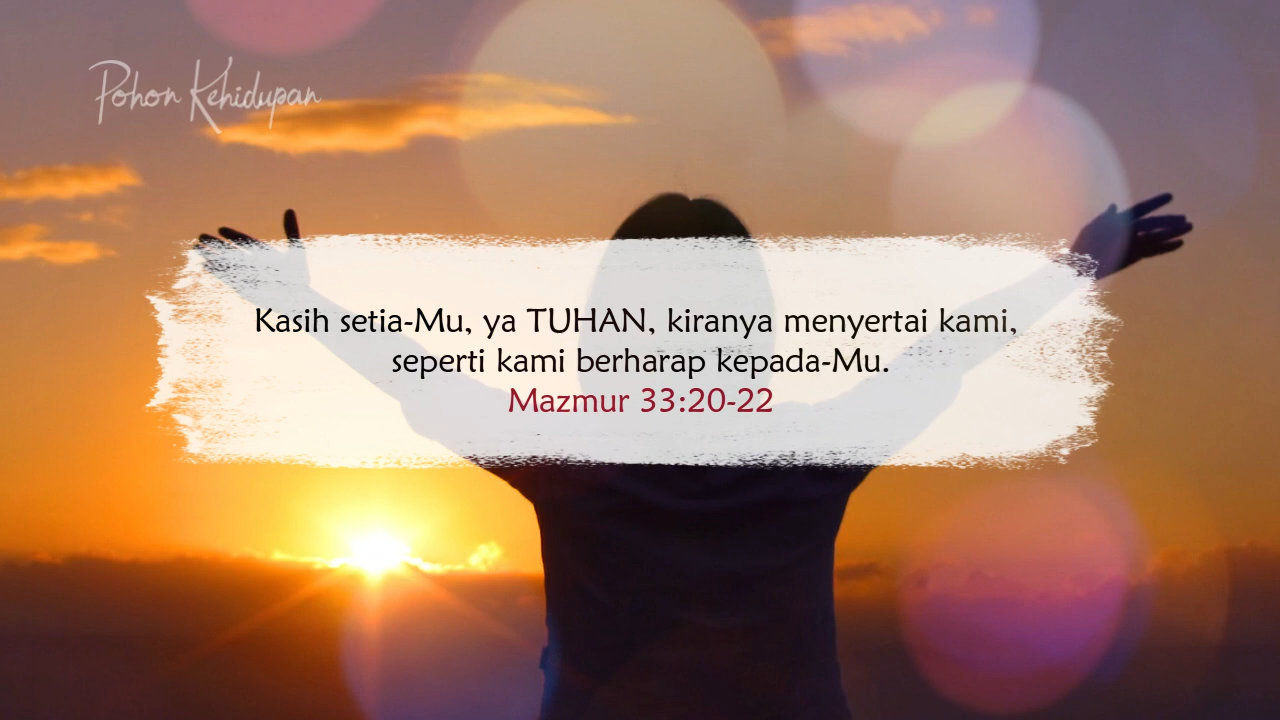 Pohon Kehidupan
Kasih setia-Mu, ya TUHAN, kiranya menyertai kami,
seperti kami berharap kepada-Mu.
Mazmur 33:20-22